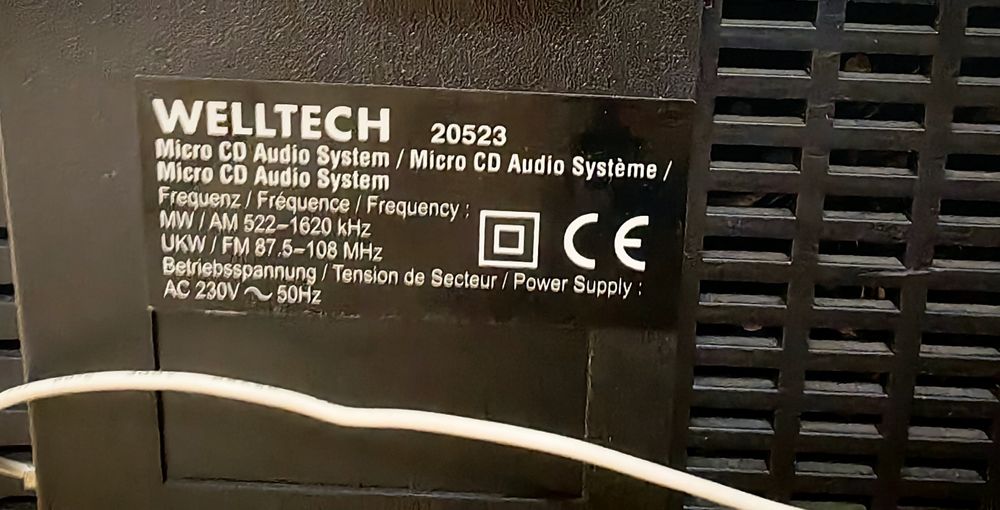 WELLTECH 20523
Micro CD Audio System / Micro CD Audio Système /
Micro CD Audio System
Frequenz / Fréquence / Frequency :
MW / AM 522–1620 kHz
UKW / FM 87.5–108 MHz
CE
Betriebsspannung / Tension de Secteur / Power Supply :
AC 230V ~ 50Hz